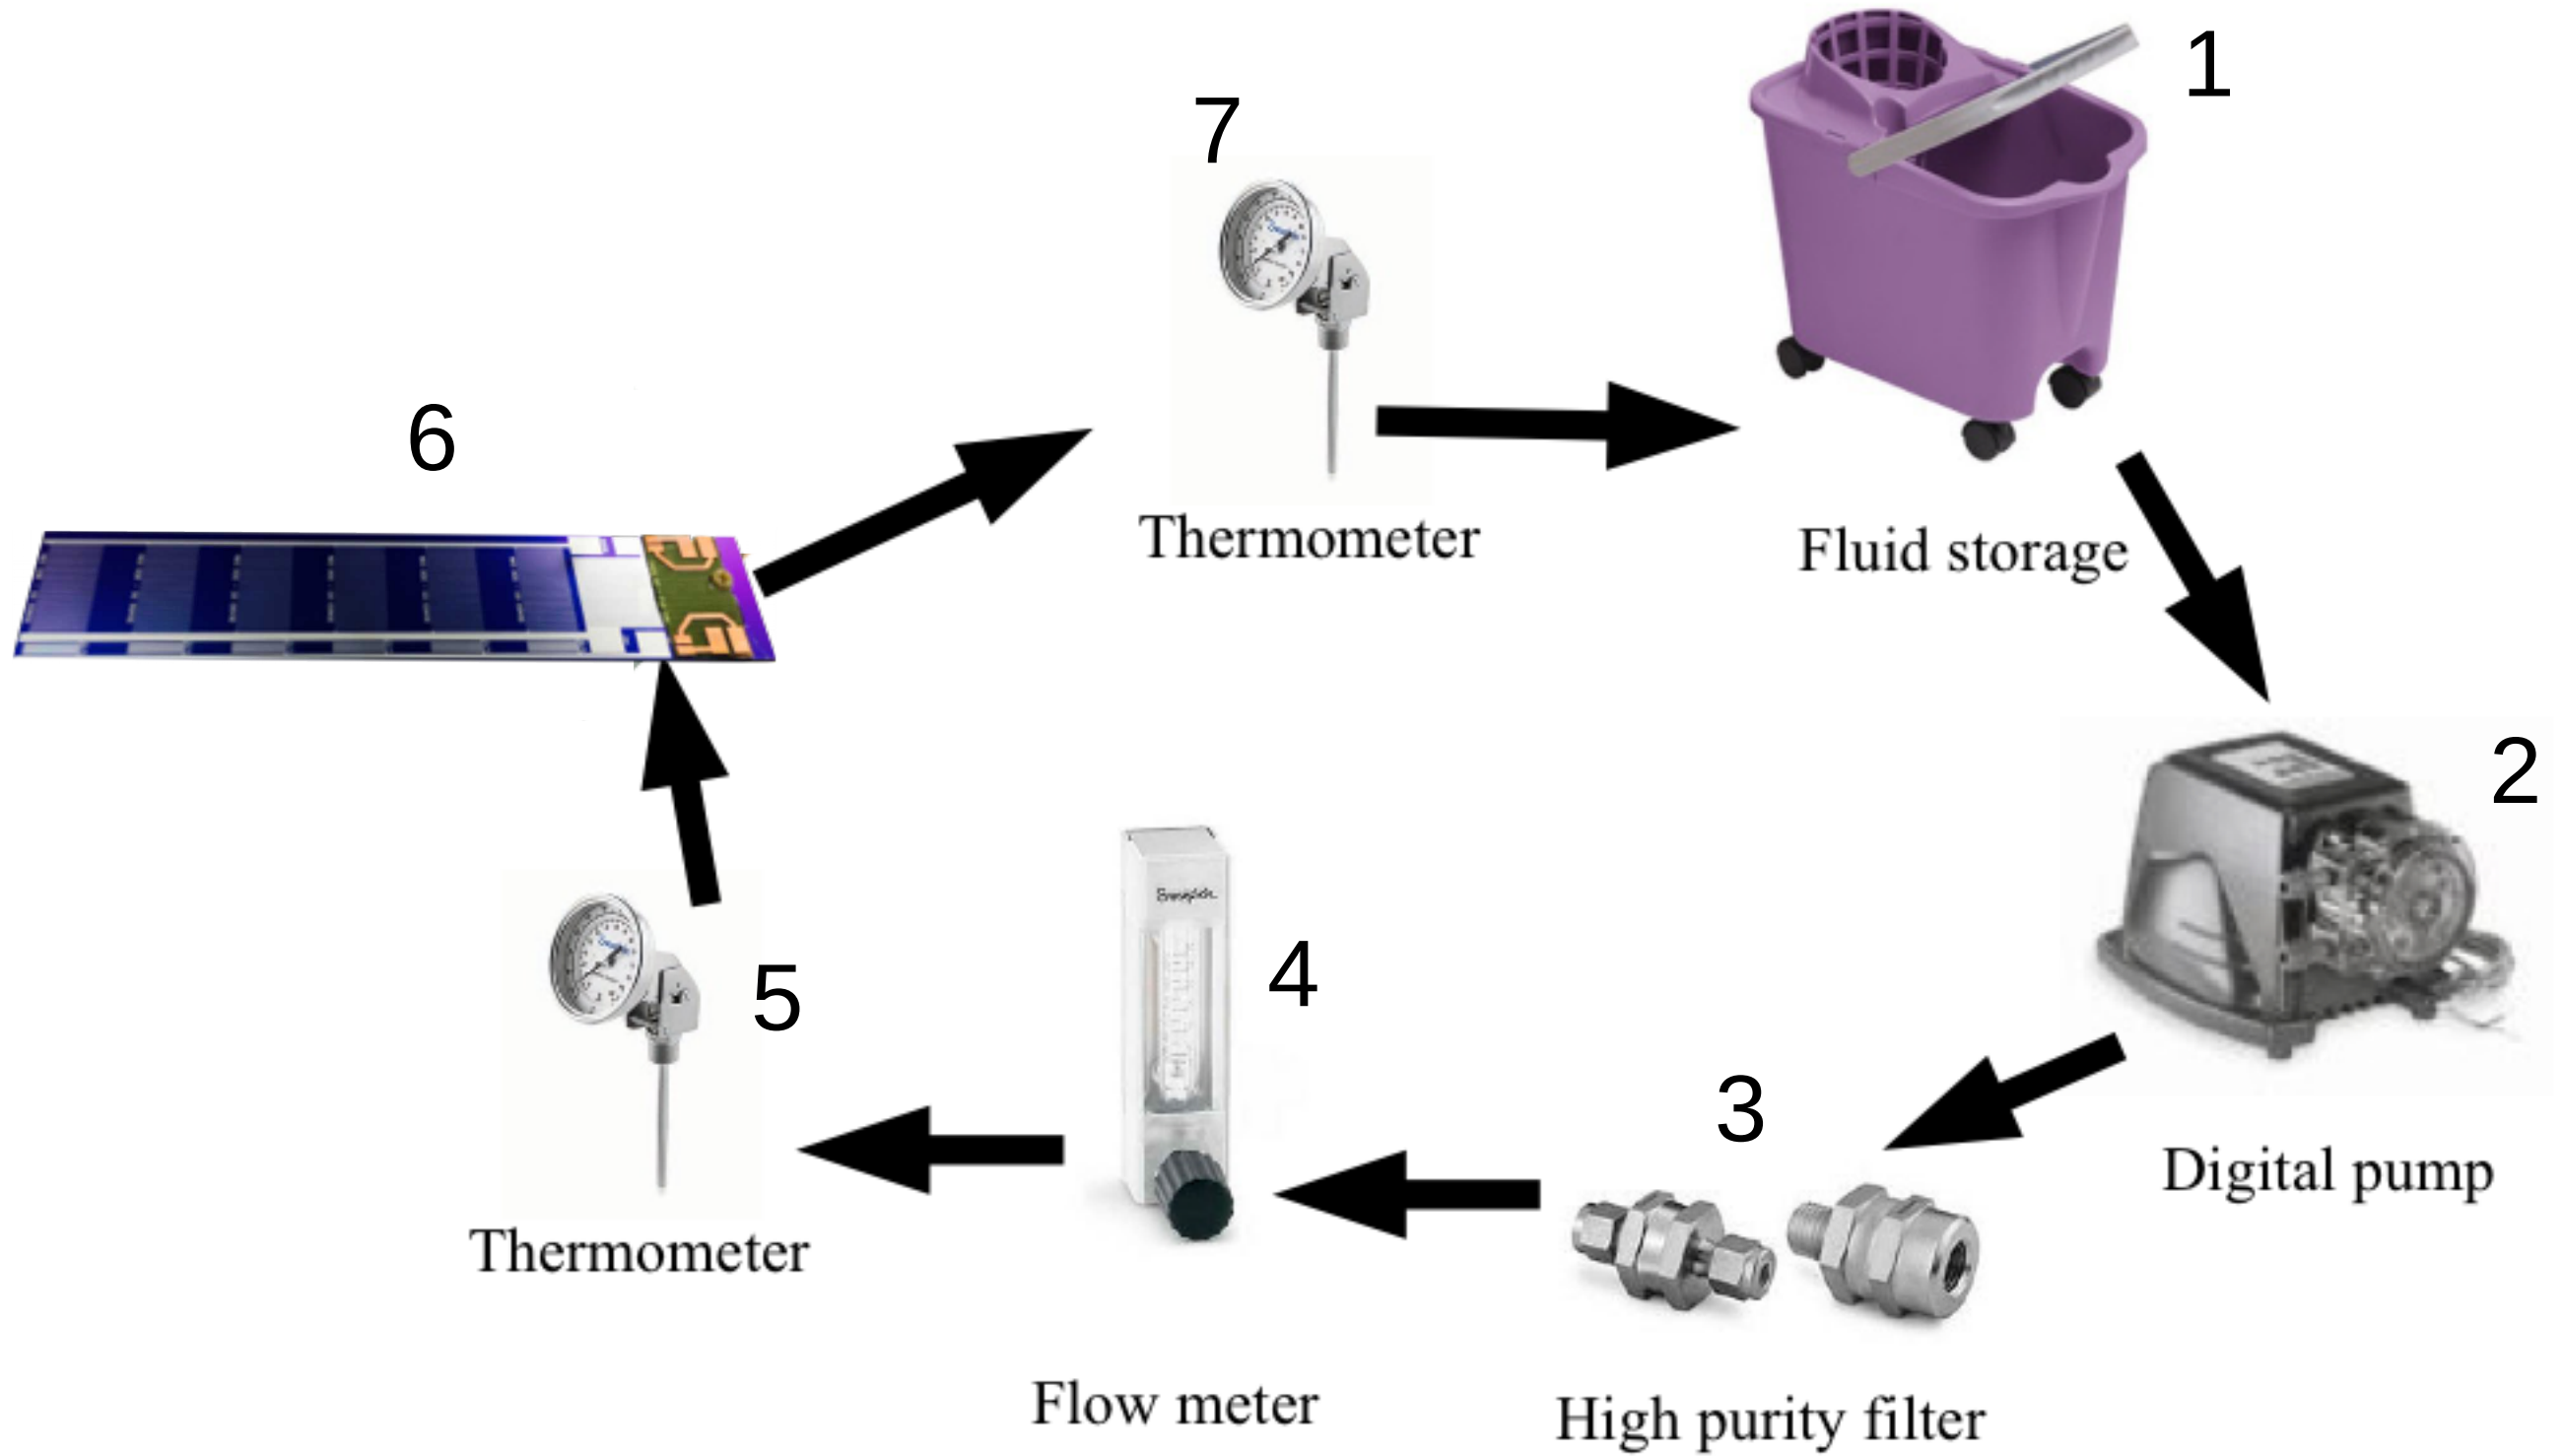 1
7
Thermometer
Fluid storage
6
2
Digital pump
5
Thermometer
4
Flow meter
3
High purity filter